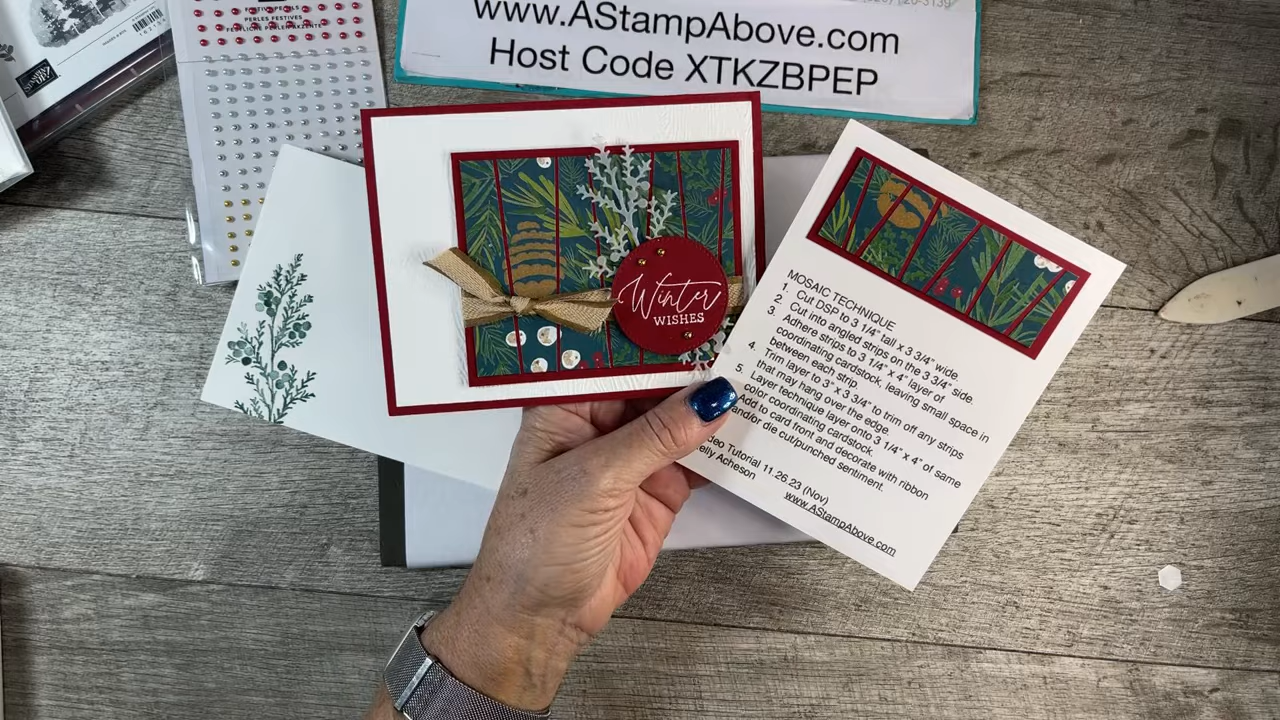 www.AStampAbove.com
Host Code XTKZBPEP
PERLES FESTIVES
FESTLICHE PERLEN AKZENTE
Winter
WISHES
MOSAIC TECHNIQUE
1. Cut DSP to 3 1/4" tall x 3 3/4" wide.
2. Cut into angled strips on the 3 3/4" side.
3. Adhere strips to 3 1/4" x 4" layer of
coordinating cardstock, leaving small space in
between each strip.
4. Trim layer to 3" x 3 3/4" to trim off any strips
that may hang over the edge.
5. Layer technique layer onto 3 1/4" x 4" of same
color coordinating cardstock.
Add to card front and decorate with ribbon
and/or die cut/punched sentiment.
Tutorial 11.26.23 (Nov)
Acheson
www.AStampAbove.com